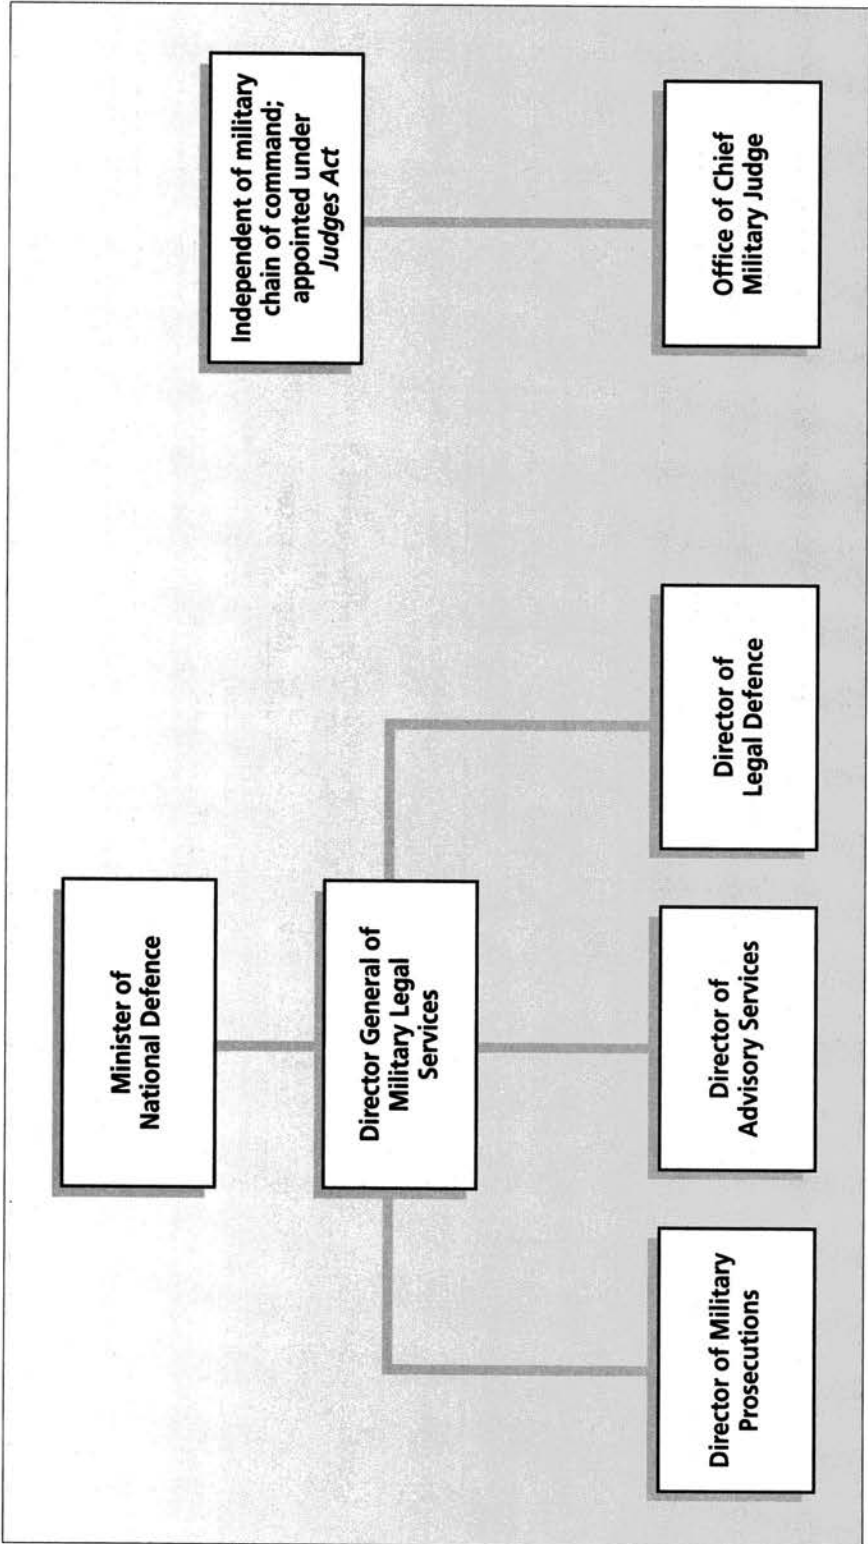 Minister of
National Defence
Independent of military
chain of command;
appointed under
Judges Act
Director General of
Military Legal
Services
Director of Military
Prosecutions
Director of
Advisory Services
Director of
Legal Defence
Office of Chief
Military Judge